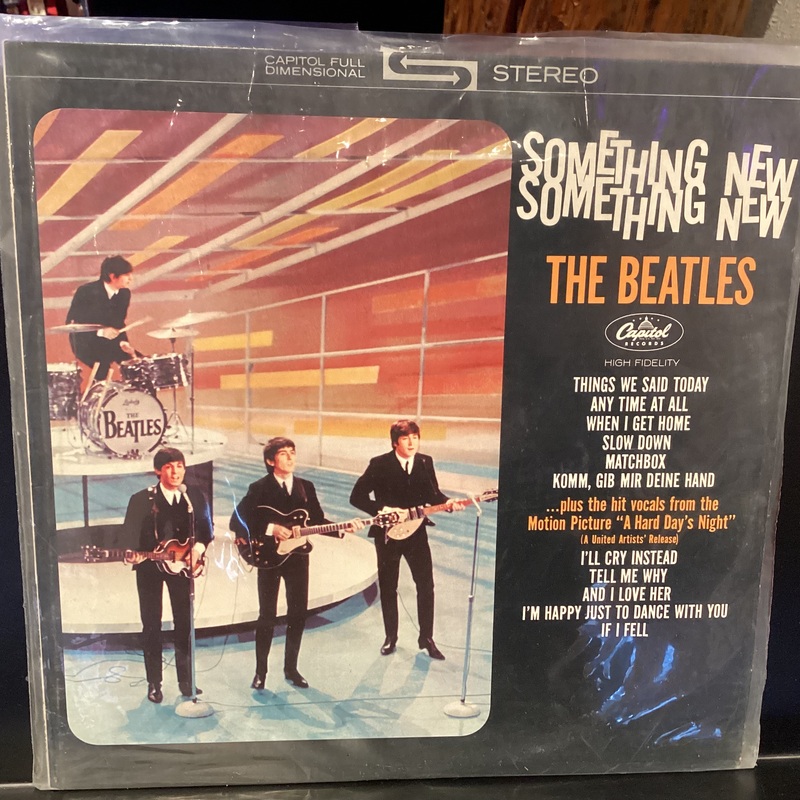 CAPITOL FULL
DIMENSIONAL
STEREO
SOMETHING NEW
SOMETHING NEW
THE BEATLES
Capitol
RECORDS
HIGH FIDELITY
THINGS WE SAID TODAY
ANY TIME AT ALL
WHEN I GET HOME
SLOW DOWN
MATCHBOX
KOMM, GIB MIR DEINE HAND
...plus the hit vocals from the
Motion Picture "A Hard Day's Night"
(A United Artists' Release)
I'LL CRY INSTEAD
TELL ME WHY
AND I LOVE HER
I'M HAPPY JUST TO DANCE WITH YOU
IF I FELL
Ludwig
THE
BEATLES